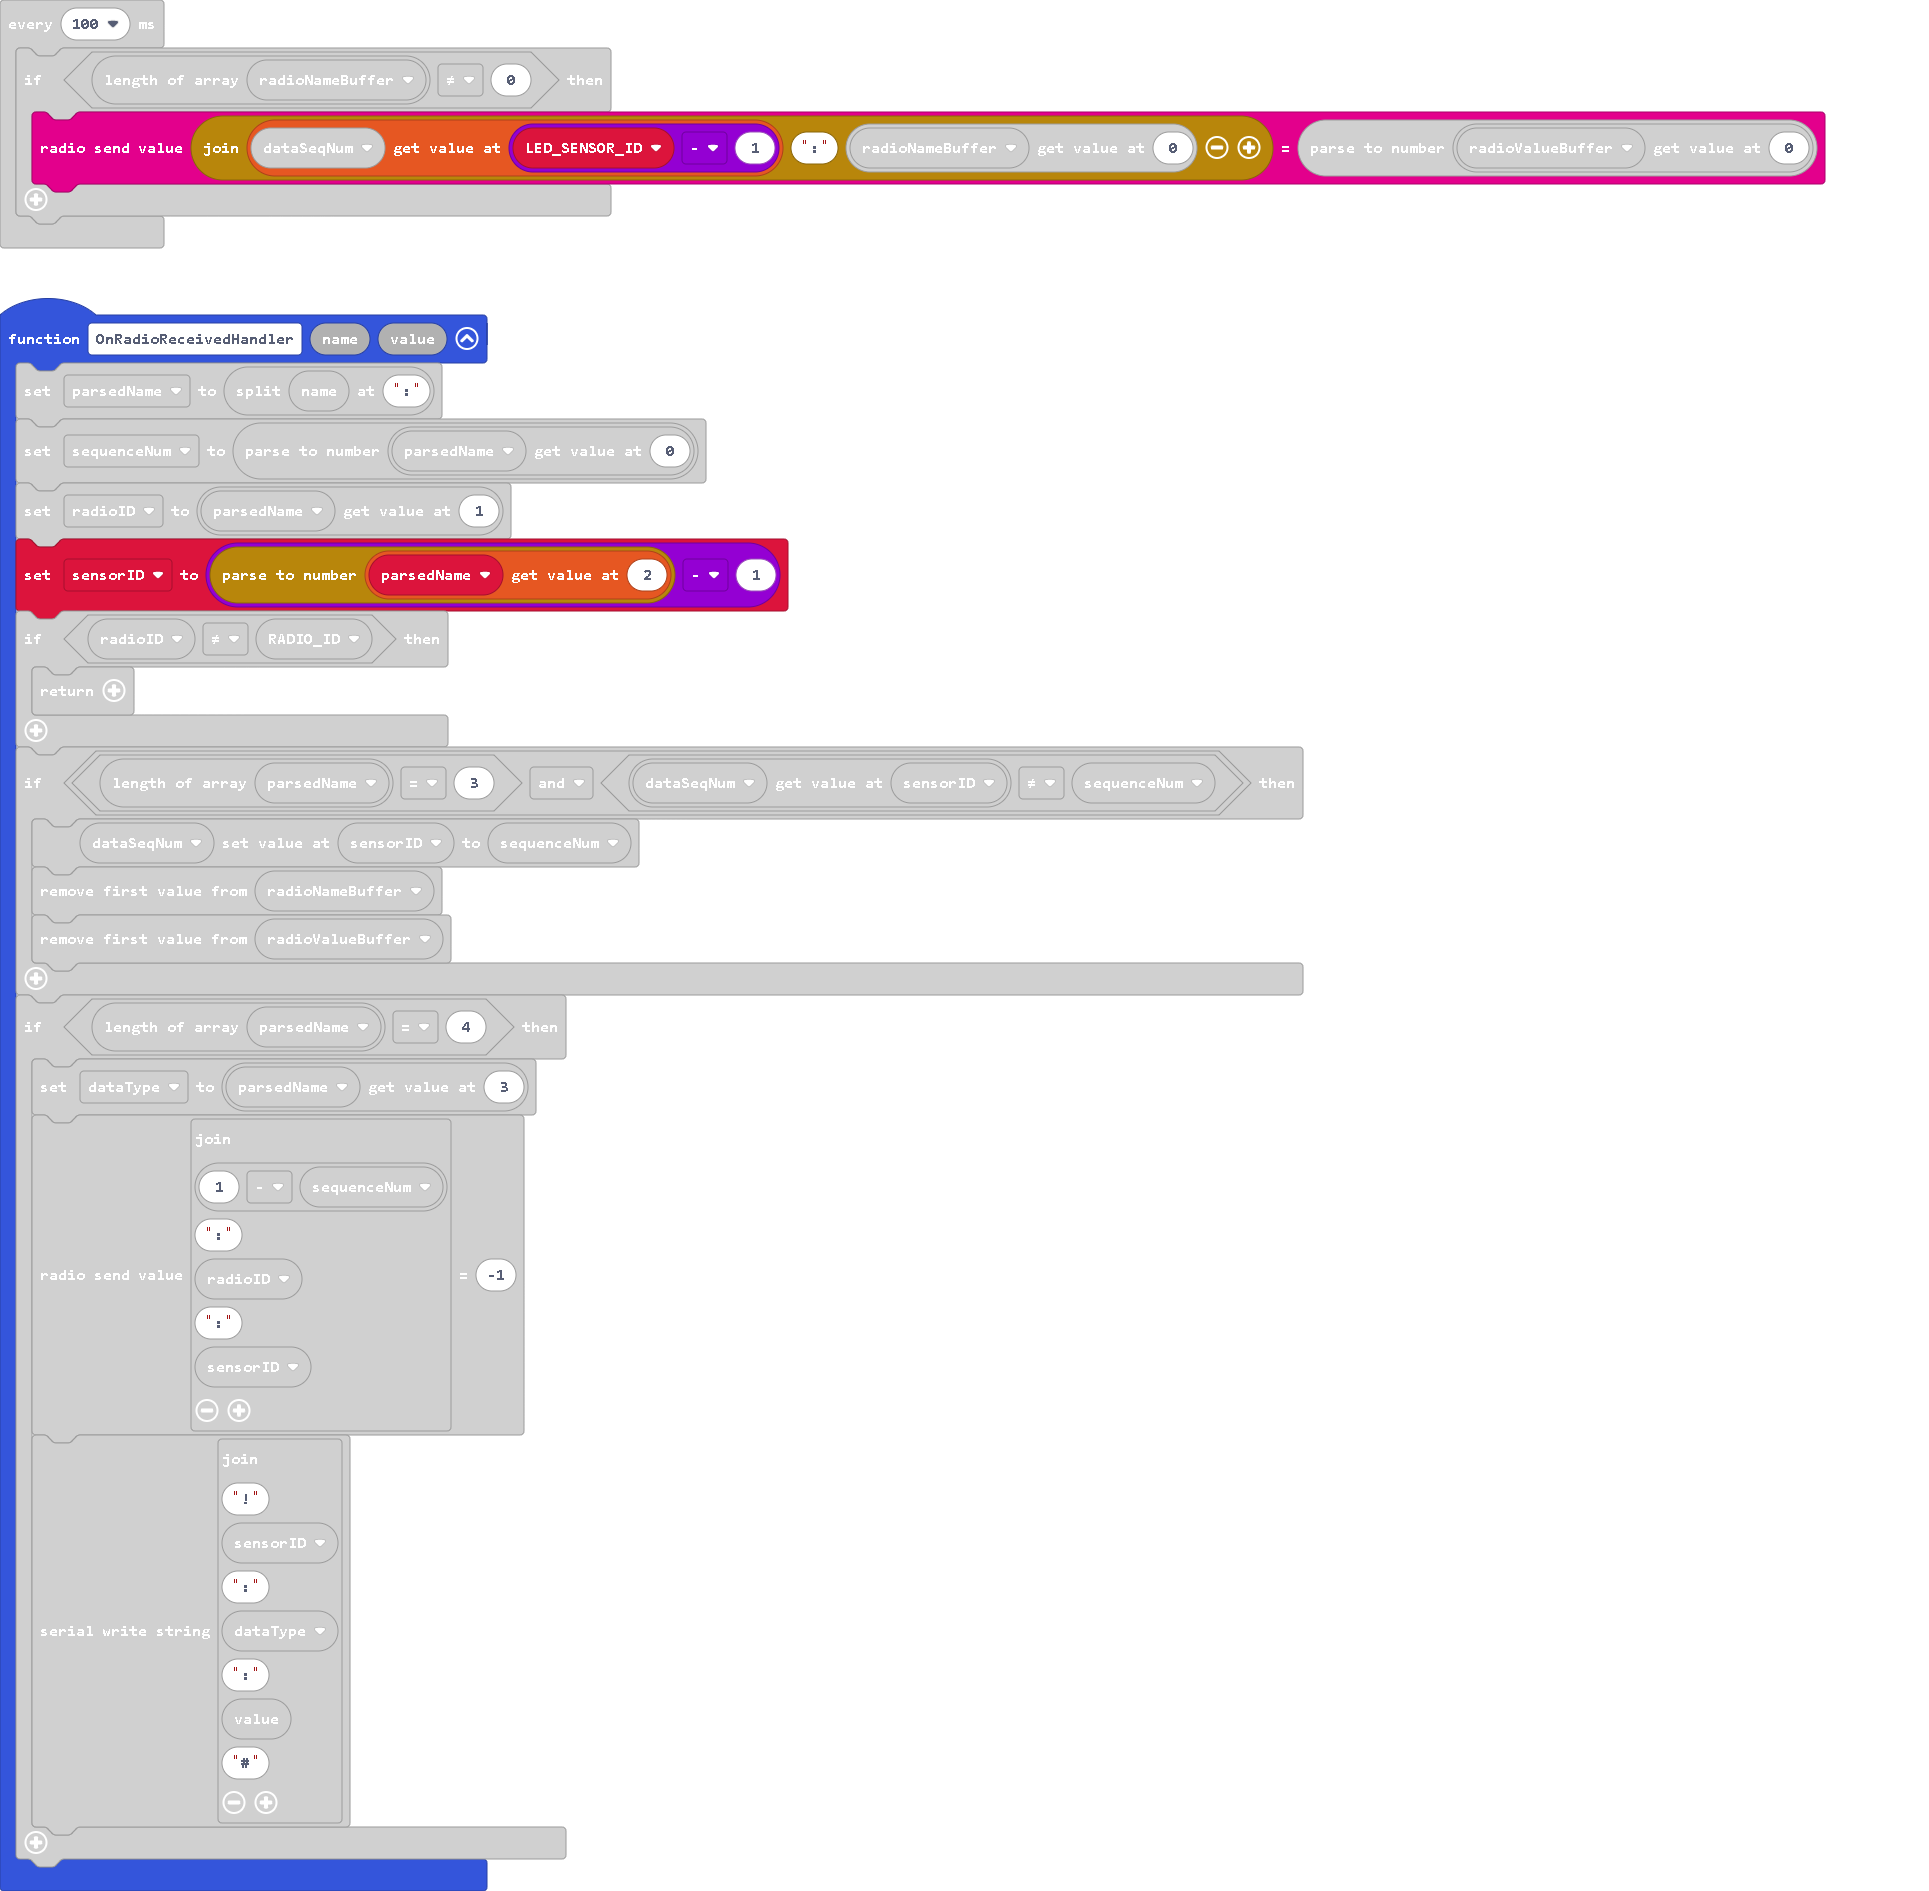 every 100 ms
if length of array radioNameBuffer ≠ 0 then
radio send value join dataSeqNum get value at LED_SENSOR_ID - 1 ":" radioNameBuffer get value at 0 = parse to number radioValueBuffer get value at 0
function OnRadioReceivedHandler name value
set parsedName to split name at ":"
set sequenceNum to parse to number parsedName get value at 0
set radioID to parsedName get value at 1
set sensorID to parse to number parsedName get value at 2 - 1
if radioID ≠ RADIO_ID then
return
if length of array parsedName = 3 and dataSeqNum get value at sensorID ≠ sequenceNum then
dataSeqNum set value at sensorID to sequenceNum
remove first value from radioNameBuffer
remove first value from radioValueBuffer
if length of array parsedName = 4 then
set dataType to parsedName get value at 3
join
1 - sequenceNum
":"
radio send value radioID = -1
":"
sensorID
join
"!"
sensorID
":"
serial write string dataType
":"
value
"#"